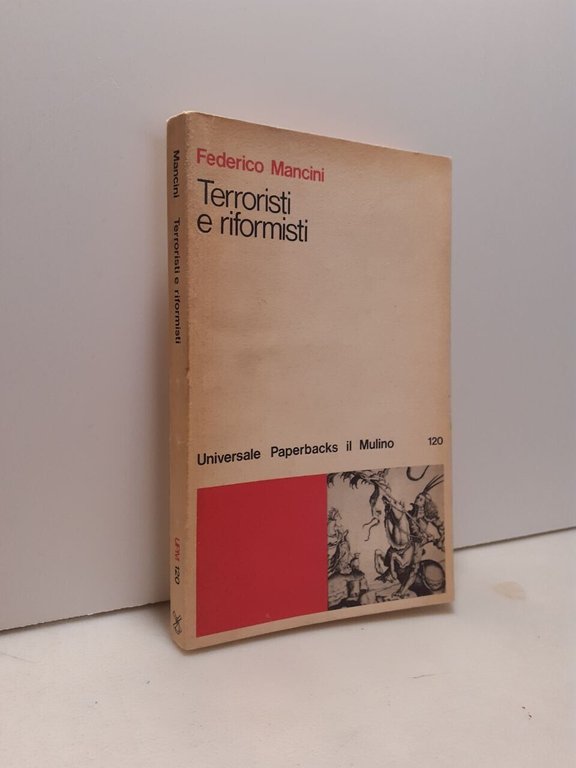 Federico Mancini
Terroristi
e riformisti
Universale Paperbacks il Mulino 120
Mancini Terroristi e riformisti
UPM 120